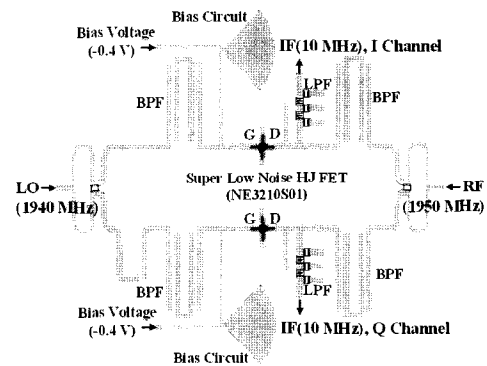 Bias Circuit
Bias Voltage
(-0.4 V)
IF(10 MHz), I Channel
BPF
LPF
BPF
G D
Super Low Noise HJ FET
(NE3210S01)
LO
(1940 MHz)
RF
(1950 MHz)
G D
BPF
LPF
BPF
Bias Voltage
(-0.4 V)
IF(10 MHz), Q Channel
Bias Circuit